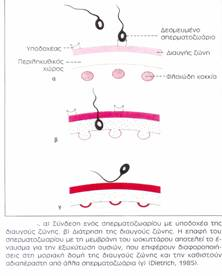 Δεσμευμένο
σπερματοζωάριο
Υποδοχέας
Διαυγής ζώνη
Περιληκυθικός
χώρος
Φλοιώδη κοκκία
α
β
γ
α) Σύνδεση ενός σπερματοζωαρίου με υποδοχέα της
διαυγούς ζώνης. β) Διάτρηση της διαυγούς ζώνης. Η επαφή του
σπερματοζωαρίου με τη μεμβράνη του ωοκυττάρου αποτελεί το έ-
ναυσμα για την εξωκύτωση ουσιών, που επιφέρουν διαφοροποιή-
σεις στη μοριακή δομή της διαυγούς ζώνης και την καθιστούν
αδιαπέραστη από άλλα σπερματοζωάρια (γ) (Dietrich, 1985).